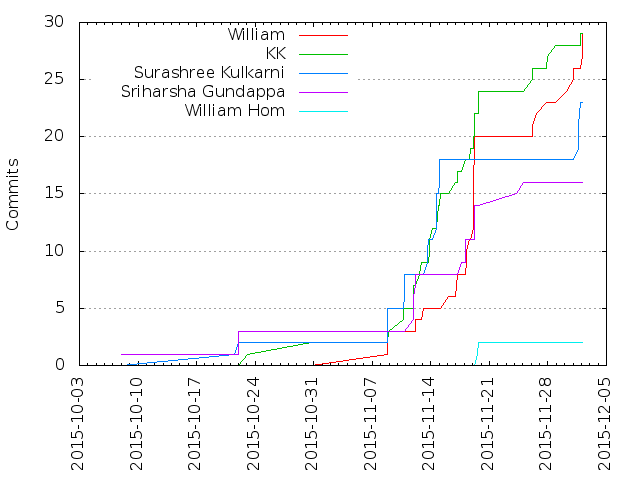 30
25
20
15
10
5
0
Commits
William
KK
Surashree Kulkarni
Sriharsha Gundappa
William Hom
2015-10-03
2015-10-10
2015-10-17
2015-10-24
2015-10-31
2015-11-07
2015-11-14
2015-11-21
2015-11-28
2015-12-05